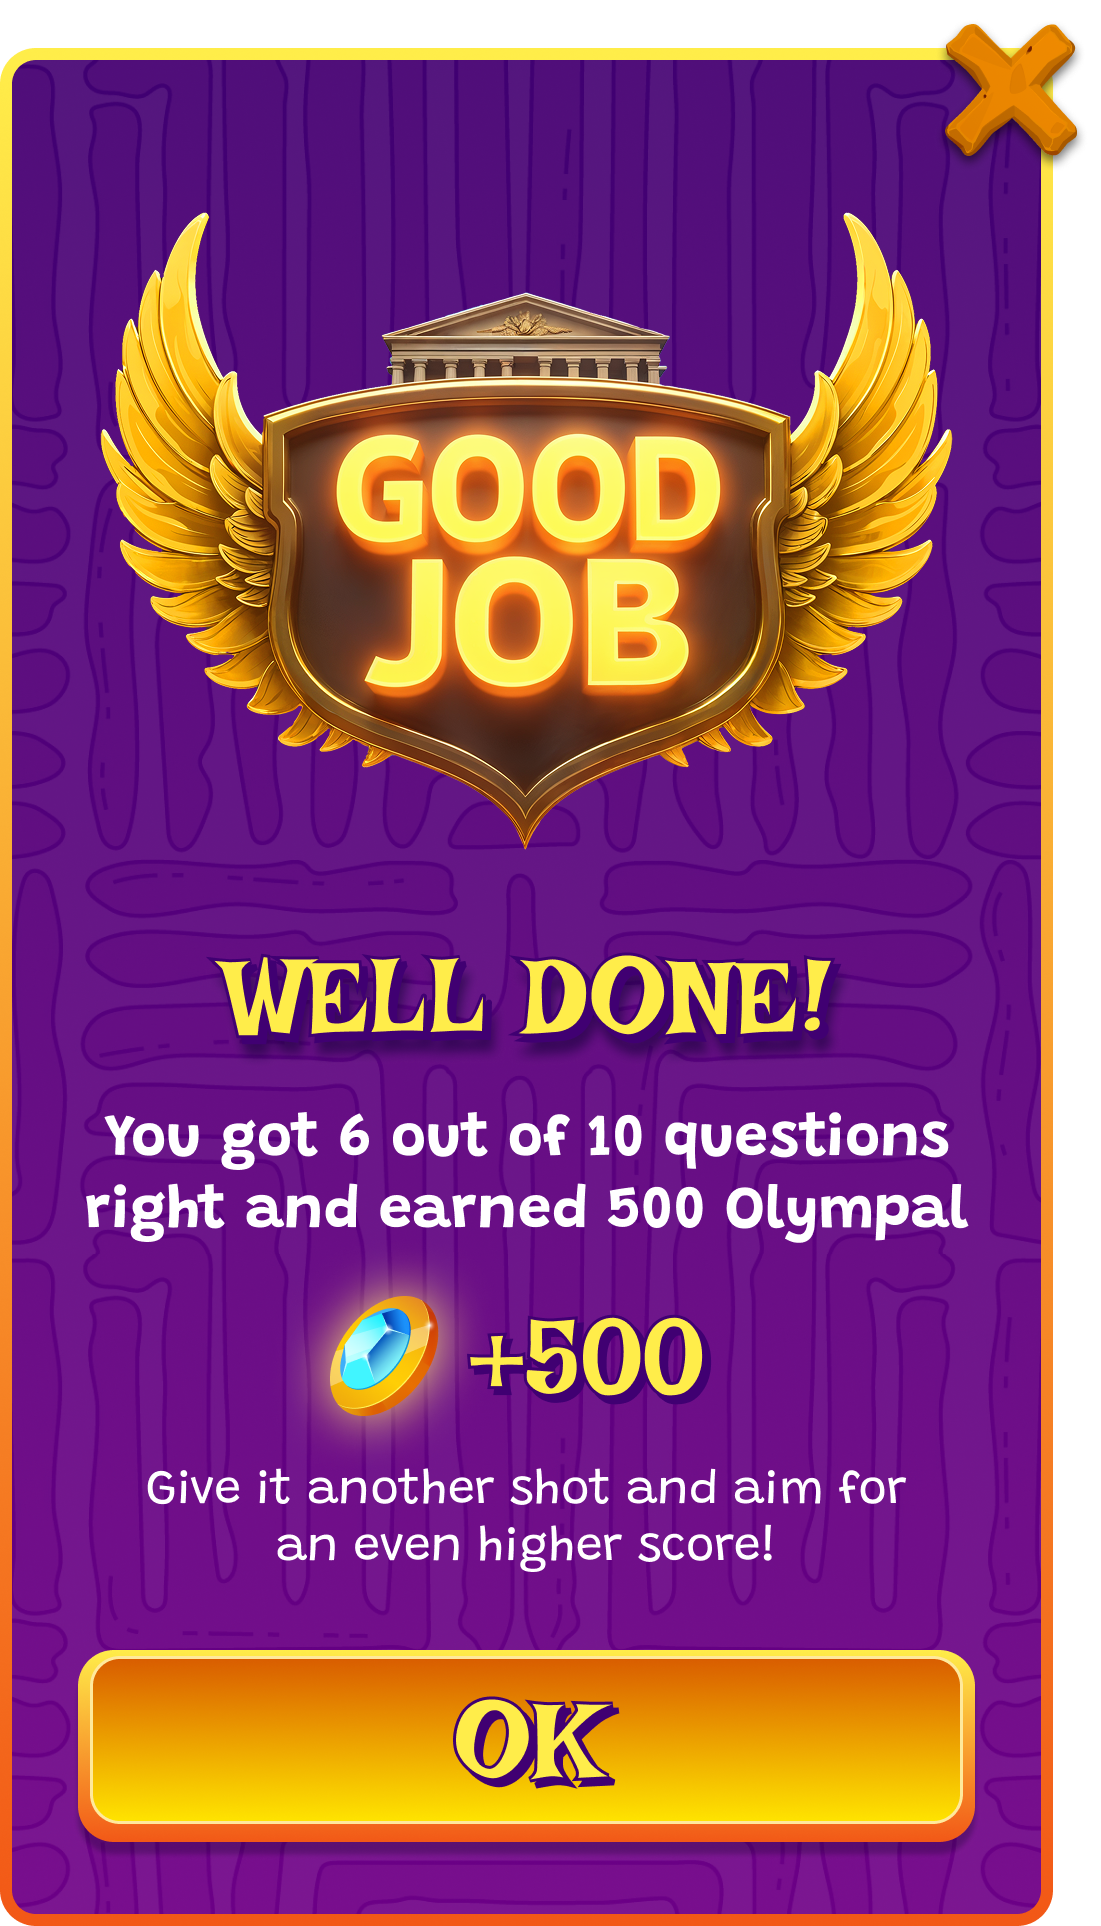 GOOD
JOB
WELL DONE!
You got 6 out of 10 questions
right and earned 500 Olympal
+500
Give it another shot and aim for
an even higher score!
OK